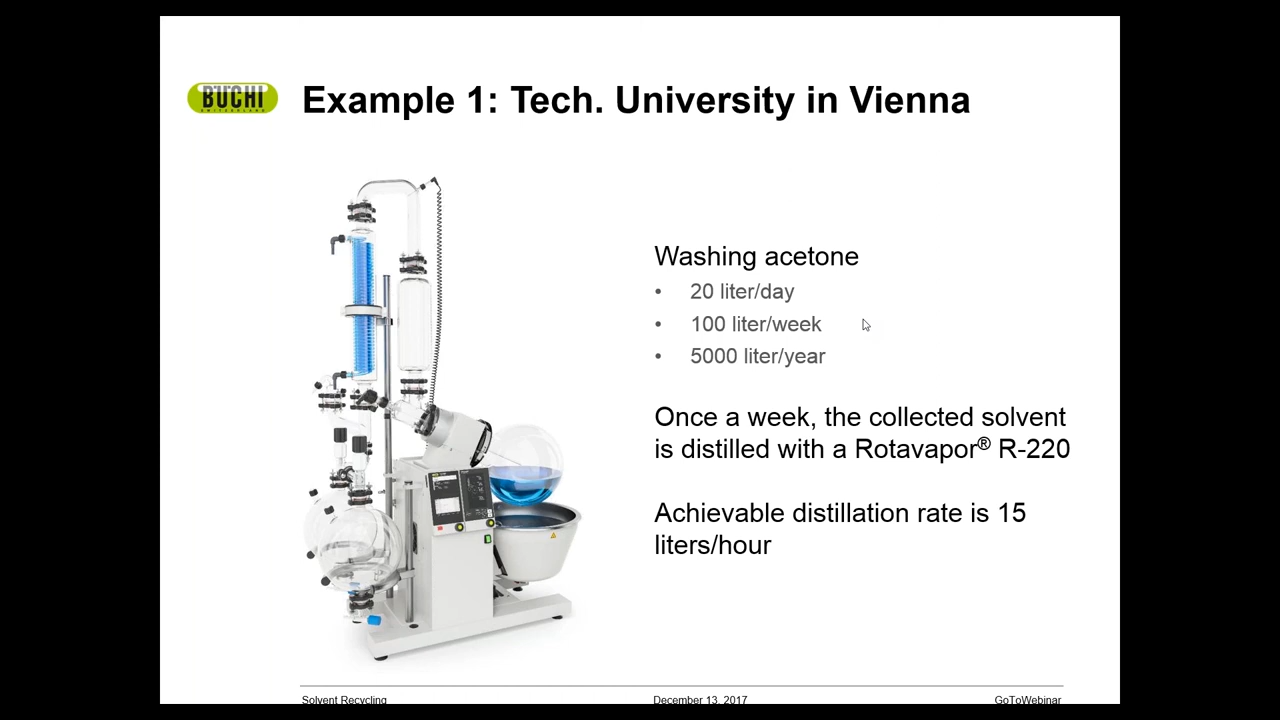 BÜCHI
SWITZERLAND
Example 1: Tech. University in Vienna
Washing acetone
• 20 liter/day
• 100 liter/week
• 5000 liter/year
Once a week, the collected solvent
is distilled with a Rotavapor® R-220
Achievable distillation rate is 15
liters/hour
Solvent Recycling
December 13, 2017
GoToWebinar